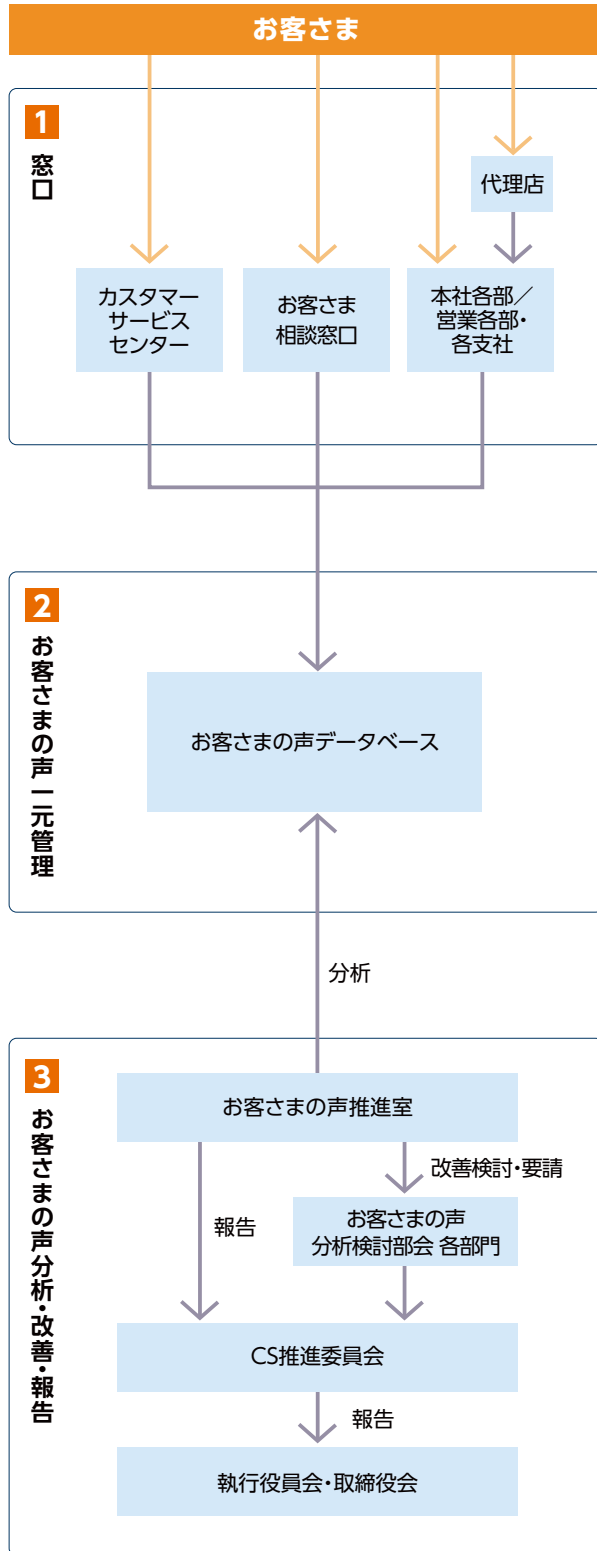 お客さま
1
窓口
代理店
カスタマー
サービス
センター
お客さま
相談窓口
本社各部／
営業各部・
各支社
2
お客さまの声一元管理
お客さまの声データベース
分析
3
お客さまの声分析・改善・報告
お客さまの声推進室
改善検討・要請
報告
お客さまの声
分析検討部会 各部門
CS推進委員会
報告
執行役員会・取締役会